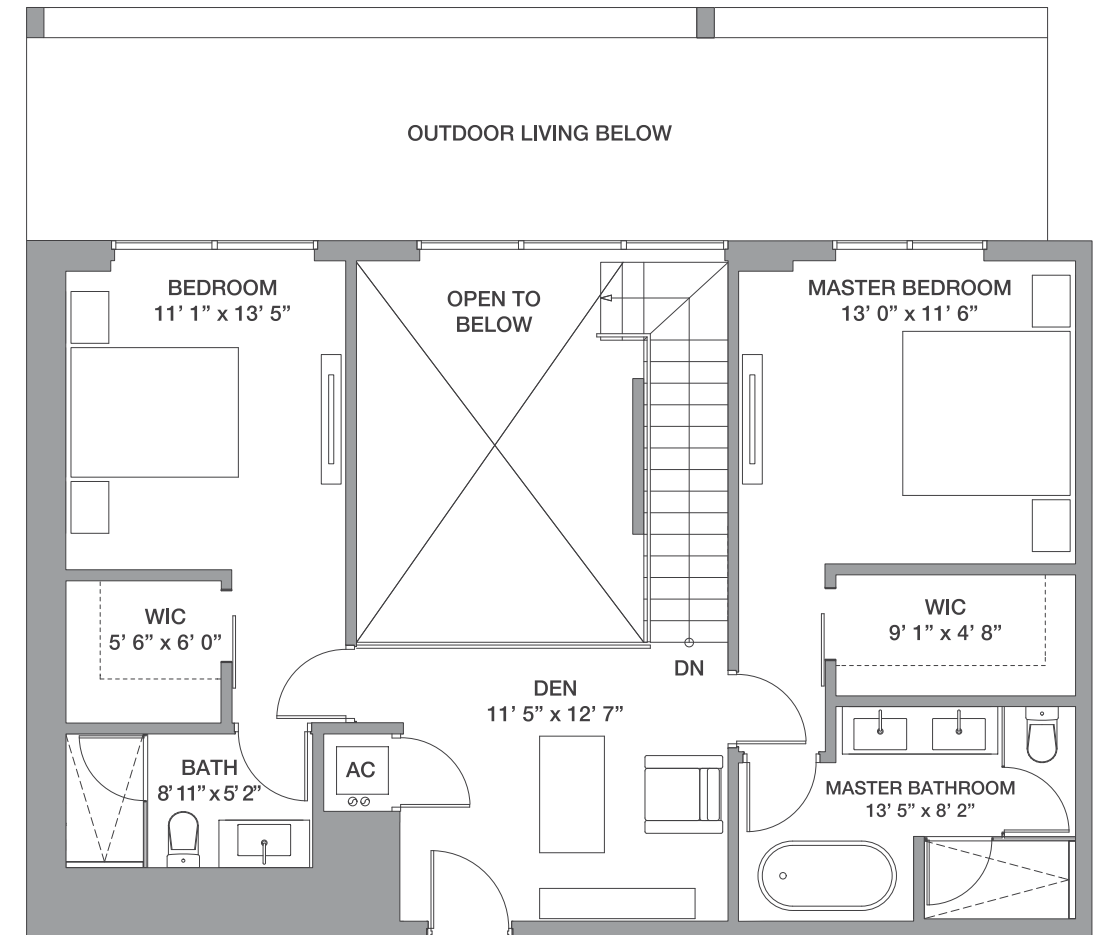 OUTDOOR LIVING BELOW
BEDROOM
11’ 1” x 13’ 5”
OPEN TO
BELOW
MASTER BEDROOM
13’ 0” x 11’ 6”
WIC
5’ 6” x 6’ 0”
WIC
9’ 1” x 4’ 8”
DN
DEN
11’ 5” x 12’ 7”
BATH
8’ 11” x 5’ 2”
AC
MASTER BATHROOM
13’ 5” x 8’ 2”